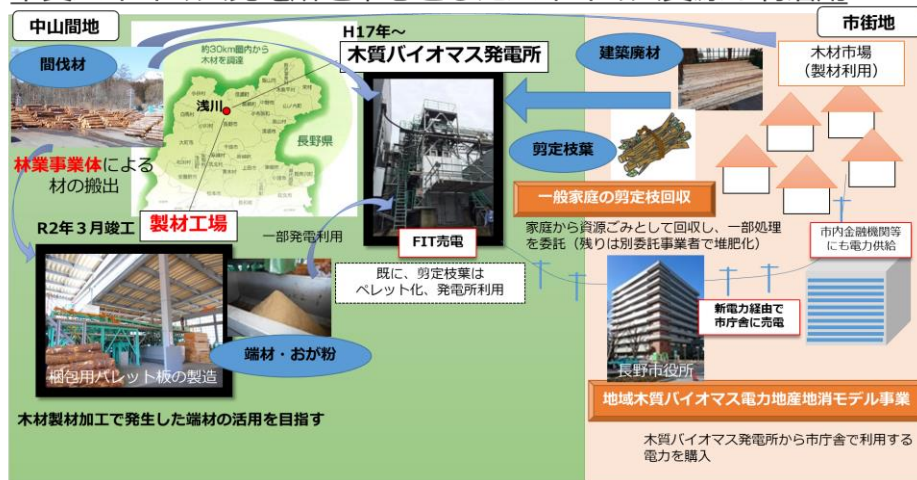 中山間地
市街地
間伐材
約30km圏内から
木材を調達
浅川
長野県
H17年~
木質バイオマス発電所
建築廃材
木材市場
(製材利用)
林業事業体による
材の搬出
剪定枝葉
一般家庭の剪定枝回収
家庭から資源ごみとして回収し、一部処理
を委託(残りは別委託事業者で堆肥化)
R2年3月竣工
製材工場
一部発電利用
FIT売電
既に、剪定枝葉は
ペレット化、発電所利用
市内金融機関等
にも電力供給
新電力経由で
市庁舎に売電
端材・おが粉
梱包用パレット板の製造
長野市役所
木材製材加工で発生した端材の活用を目指す
地域木質バイオマス電力地産地消モデル事業
木質バイオマス発電所から市庁舎で利用する
電力を購入